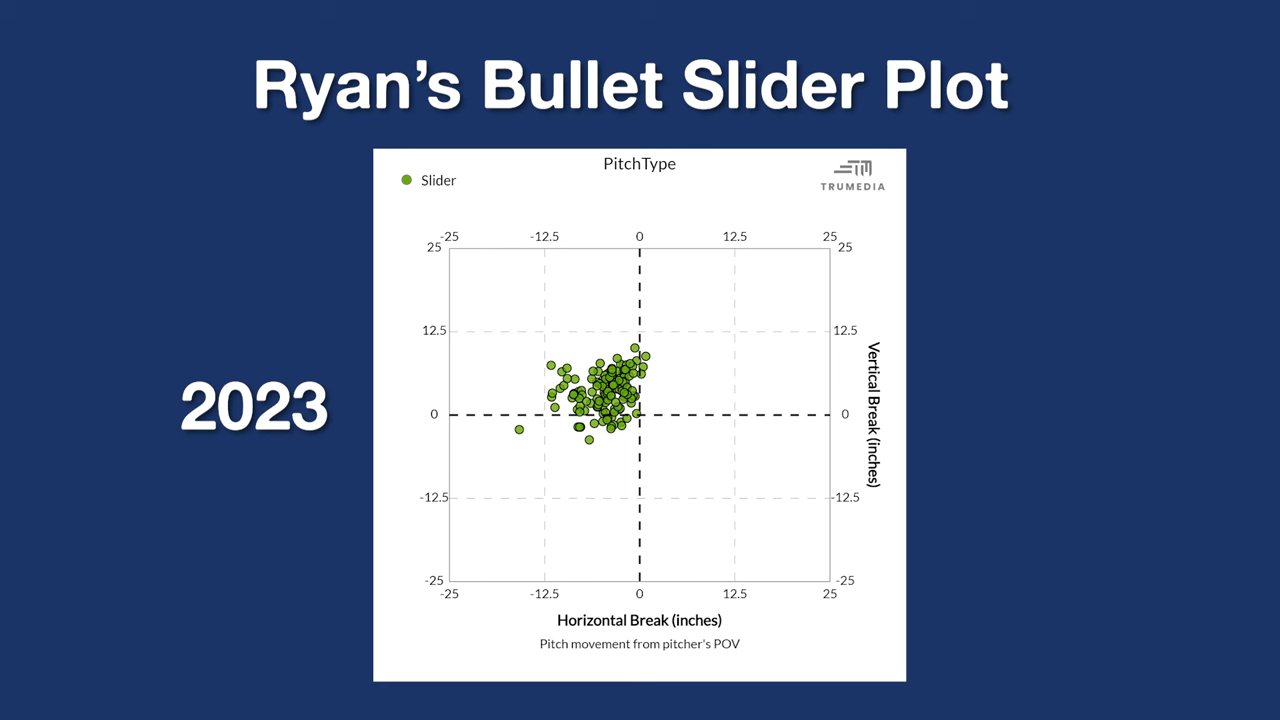 Ryan's Bullet Slider Plot
PitchType
Slider
TRUMEDIA
-25 -12.5 0 12.5 25
25 25
12.5 12.5
Vertical Break (inches)
2023
0 0
-12.5 -12.5
-25 -25
-25 -12.5 0 12.5 25
Horizontal Break (inches)
Pitch movement from pitcher's POV